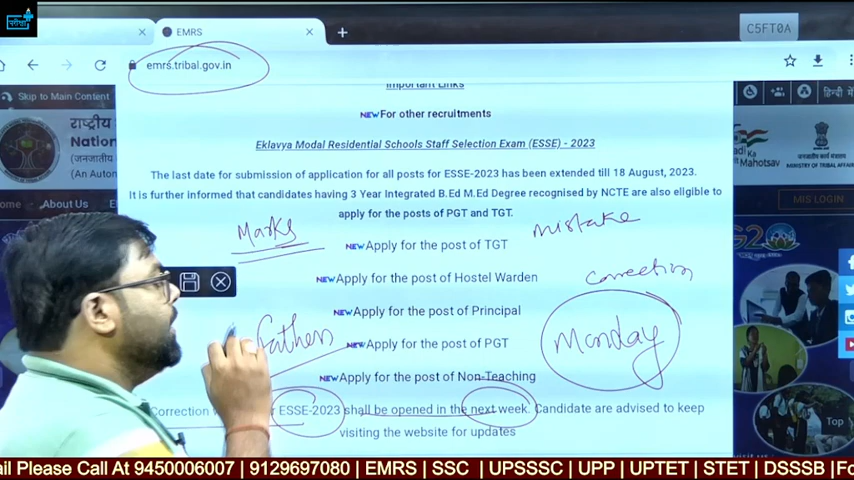 EMRS
C5FT0A
emrs.tribal.gov.in
Important Links
Skip to Main Content
NEW For other recruitments
हिन्दी में
राष्ट्रीय
Eklavya Modal Residential Schools Staff Selection Exam (ESSE) - 2023
Nation
(जनजातीय
(An Auton
Mahotsav
MINISTRY OF TRIBAL AFFAIR
The last date for submission of application for all posts for ESSE-2023 has been extended till 18 August, 2023.
It is further informed that candidates having 3 Year Integrated B.Ed M.Ed Degree recognised by NCTE are also eligible to
apply for the posts of PGT and TGT.
ome
About Us
MIS LOGIN
Marks
mistake
NEW Apply for the post of TGT
G2
NEW Apply for the post of Hostel Warden
correction
NEW Apply for the post of Principal
Father
NEW Apply for the post of PGT
Monday
NEW Apply for the post of Non-Teaching
Correction w r ESSE-2023 shall be opened in the next week. Candidate are advised to keep
visiting the website for updates
Top
ail Please Call At 9450006007 | 9129697080 | EMRS | SSC | UPSSSC | UPP | UPTET | STET | DSSSB |Fo